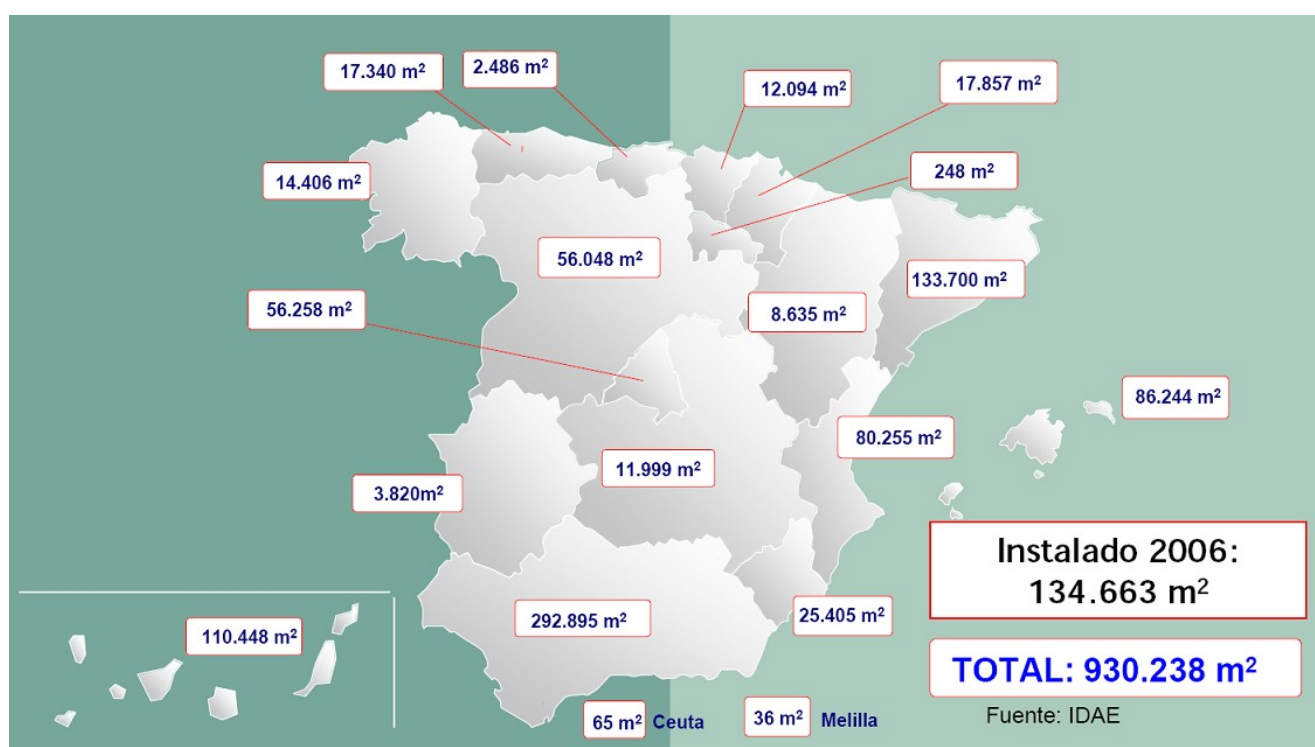 17.340 m²
2.486 m²
12.094 m²
17.857 m²
14.406 m²
248 m²
56.048 m²
133.700 m²
56.258 m²
8.635 m²
86.244 m²
80.255 m²
11.999 m²
3.820m²
Instalado 2006:
134.663 m²
292.895 m²
25.405 m²
110.448 m²
TOTAL: 930.238 m²
65 m² Ceuta
36 m² Melilla
Fuente: IDAE